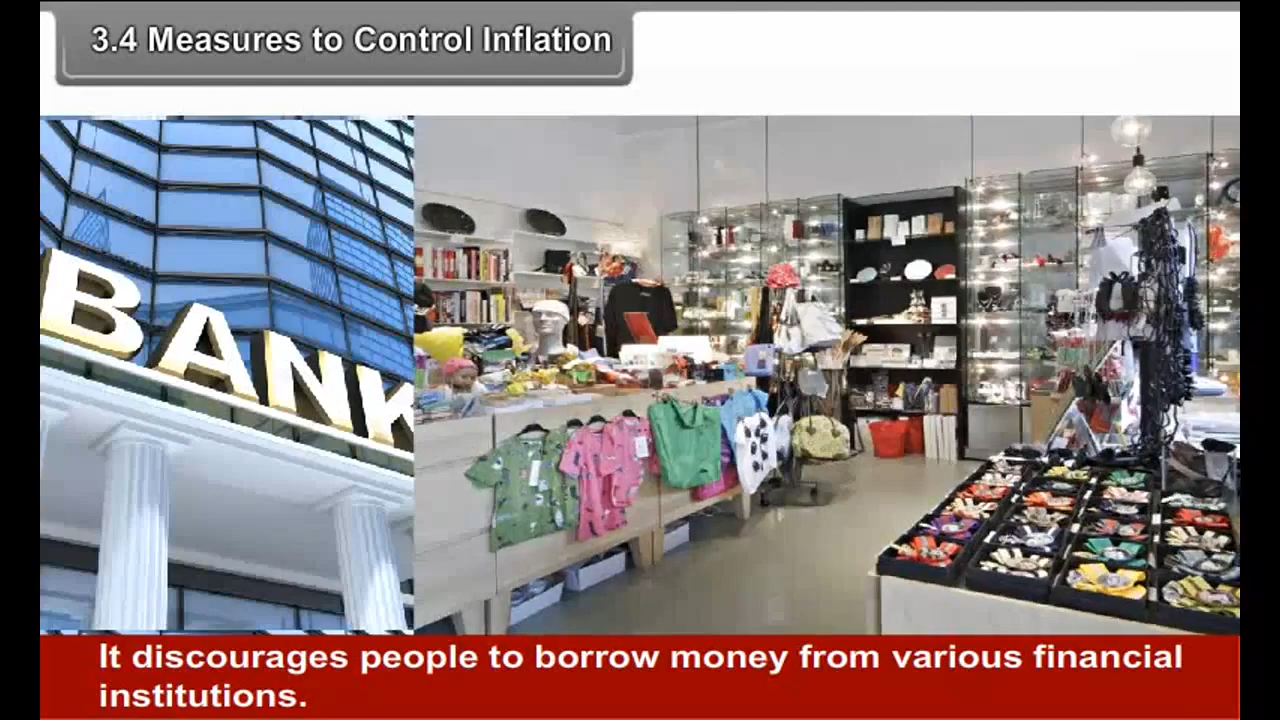 3.4 Measures to Control Inflation
BANK
It discourages people to borrow money from various financial
institutions.